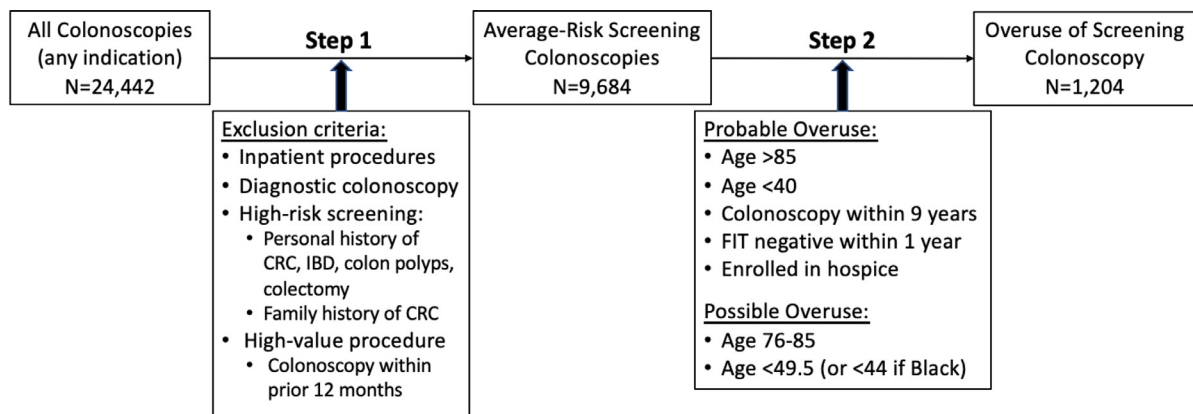 All Colonoscopies
(any indication)
N=24,442
Step 1
Average-Risk Screening
Colonoscopies
N=9,684
Step 2
Overuse of Screening
Colonoscopy
N=1,204
Exclusion criteria:
• Inpatient procedures
• Diagnostic colonoscopy
• High-risk screening:
• Personal history of
CRC, IBD, colon polyps,
colectomy
• Family history of CRC
• High-value procedure
• Colonoscopy within
prior 12 months
Probable Overuse:
• Age >85
• Age <40
• Colonoscopy within 9 years
• FIT negative within 1 year
• Enrolled in hospice
Possible Overuse:
• Age 76-85
• Age <49.5 (or <44 if Black)